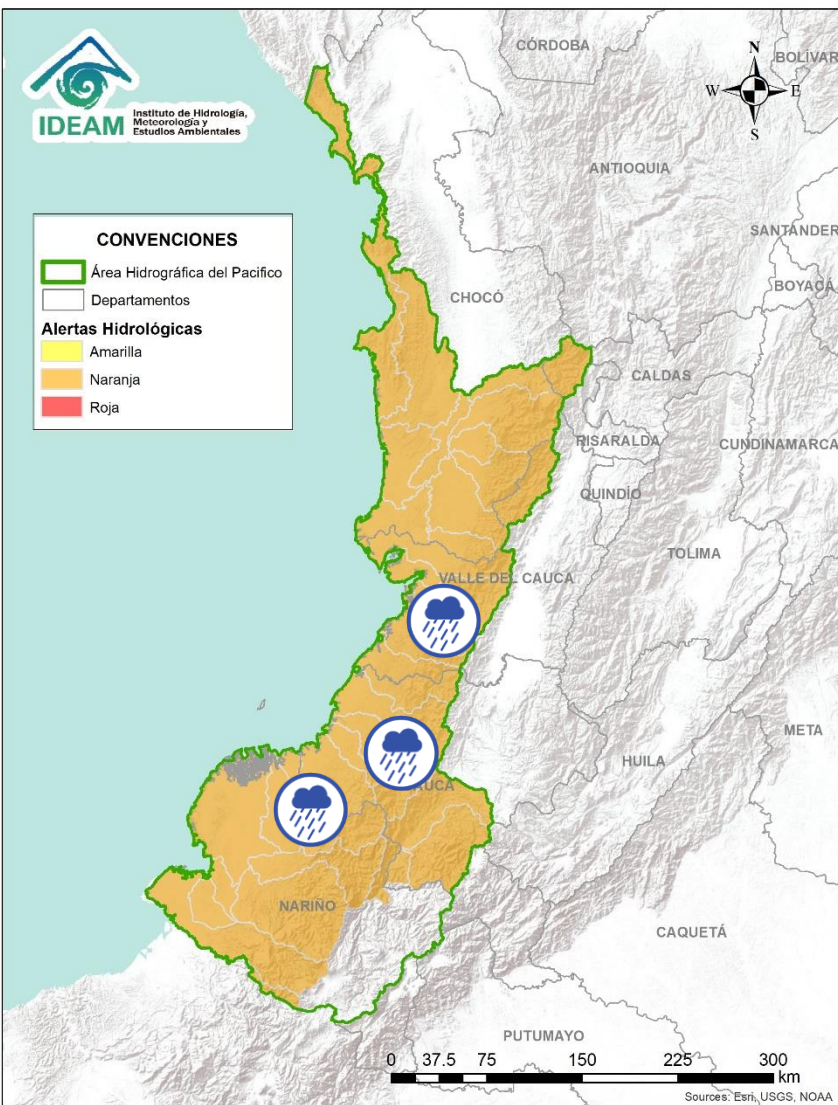 IDEAM
Instituto de Hidrología,
Meteorología y
Estudios Ambientales
CÓRDOBA
BOLÍVAR
N
W
E
S
ANTIOQUIA
SANTANDER
BOYACÁ
CONVENCIONES
Área Hidrográfica del Pacifico
Departamentos
Alertas Hidrológicas
Amarilla
Naranja
Roja
CHOCÓ
CALDAS
RISARALDA
CUNDINAMARCA
QUINDÍO
TOLIMA
VALLE DEL CAUCA
META
HUILA
AUCA
NARIÑO
CAQUETÁ
PUTUMAYO
0 37.5 75 150 225 300
km
Sources: Esri, USGS, NOAA